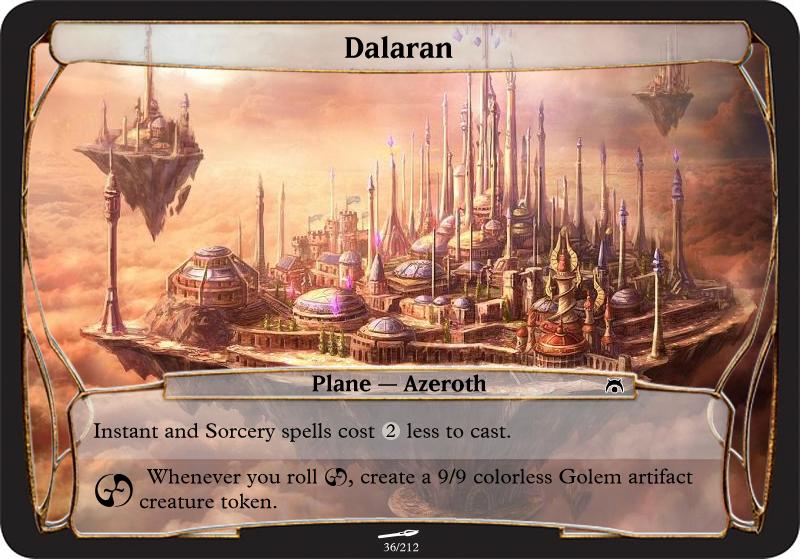 Dalaran
Plane — Azeroth
Instant and Sorcery spells cost 2 less to cast.
Whenever you roll , create a 9/9 colorless Golem artifact
creature token.
36/212